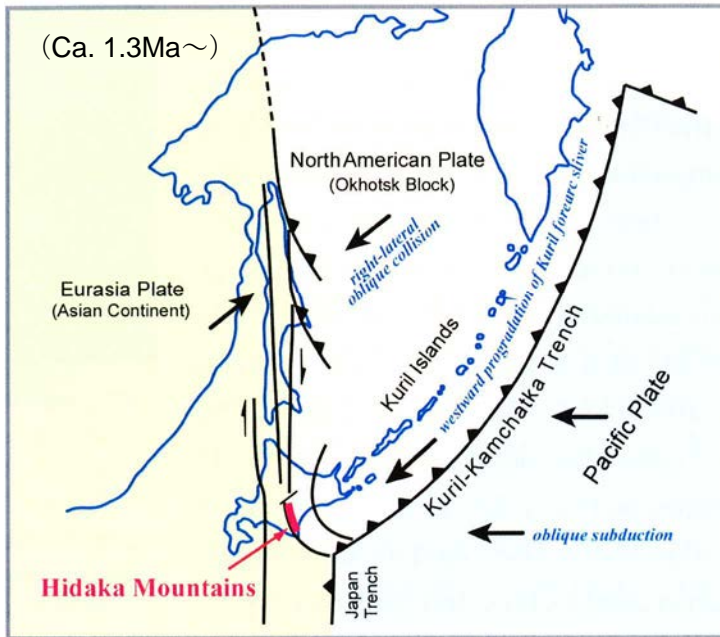 （Ca. 1.3Ma～）
North American Plate
(Okhotsk Block)
right-lateral
oblique collision
Eurasia Plate
(Asian Continent)
westward progradation of Kuril forearc sliver
Kuril Islands
Kuril-Kamchatka Trench
Pacific Plate
oblique subduction
Hidaka Mountains
Japan
Trench